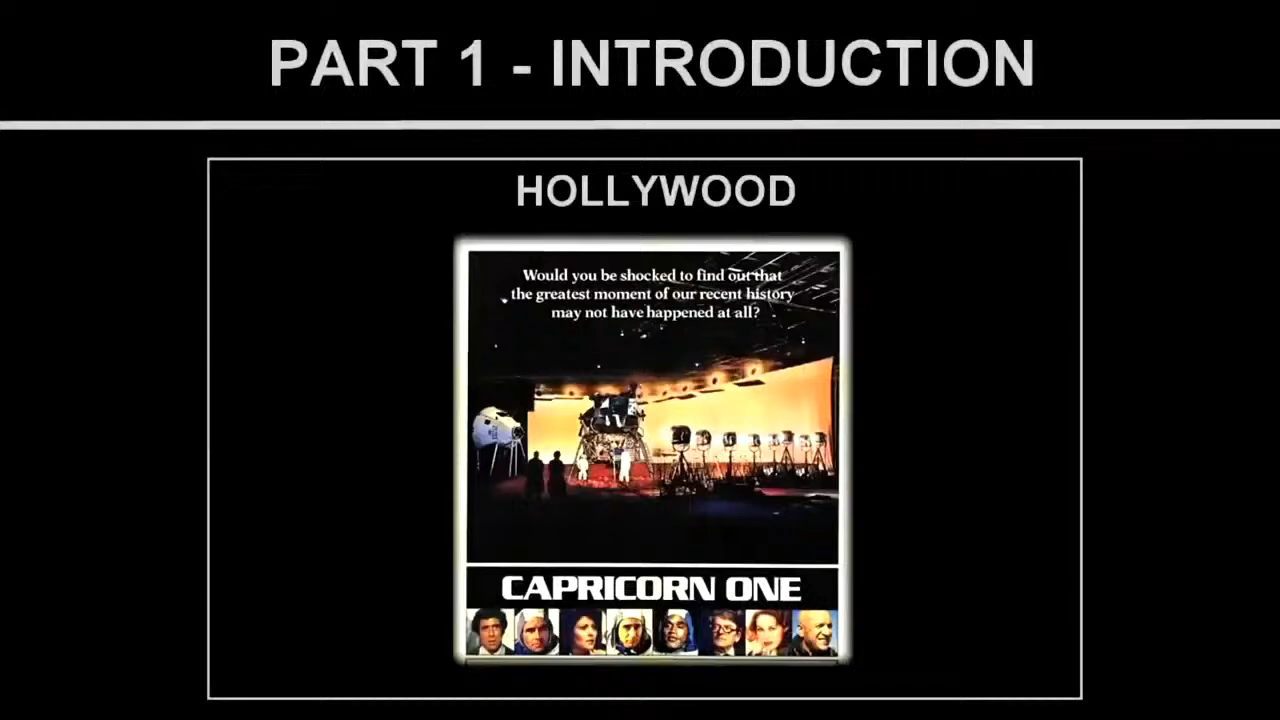 PART 1 - INTRODUCTION
HOLLYWOOD
Would you be shocked to find out that
the greatest moment of our recent history
may not have happened at all?
CAPRICORN ONE